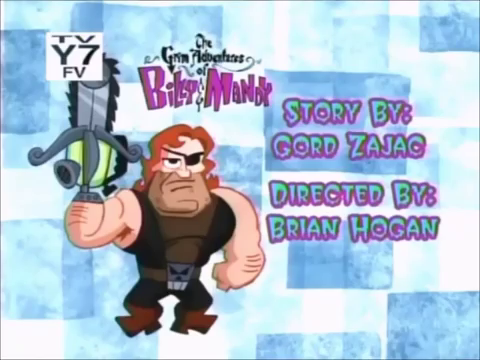 TV
Y7
FV
The
Grim Adventures
of
Billy & Mandy
Story By:
Gord Zajac
Directed By:
Brian Hogan